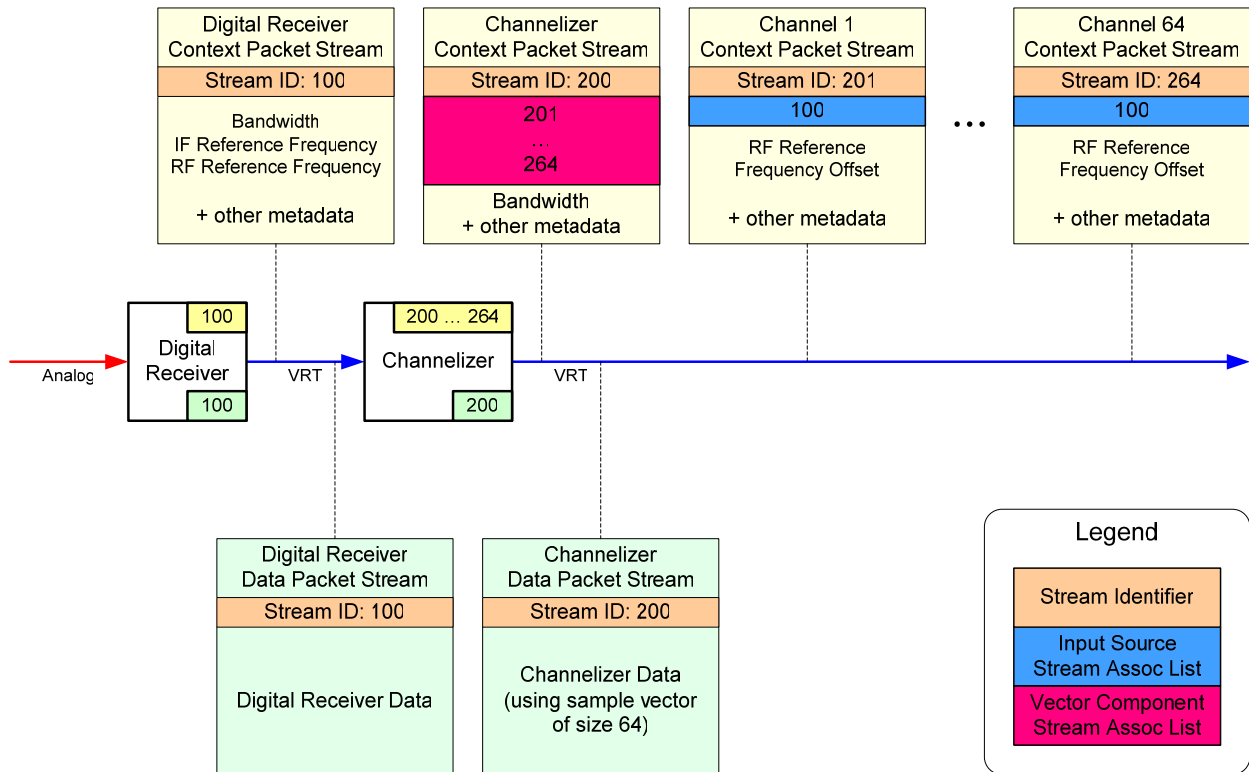 Digital Receiver
Context Packet Stream
Stream ID: 100
Bandwidth
IF Reference Frequency
RF Reference Frequency
+ other metadata
Channelizer
Context Packet Stream
Stream ID: 200
201
...
264
Bandwidth
+ other metadata
Channel 1
Context Packet Stream
Stream ID: 201
100
RF Reference
Frequency Offset
+ other metadata
...
Channel 64
Context Packet Stream
Stream ID: 264
100
RF Reference
Frequency Offset
+ other metadata
Analog
100
Digital
Receiver
100
VRT
200 ... 264
Channelizer
200
VRT
Digital Receiver
Data Packet Stream
Stream ID: 100
Digital Receiver Data
Channelizer
Data Packet Stream
Stream ID: 200
Channelizer Data
(using sample vector
of size 64)
Legend
Stream Identifier
Input Source
Stream Assoc List
Vector Component
Stream Assoc List